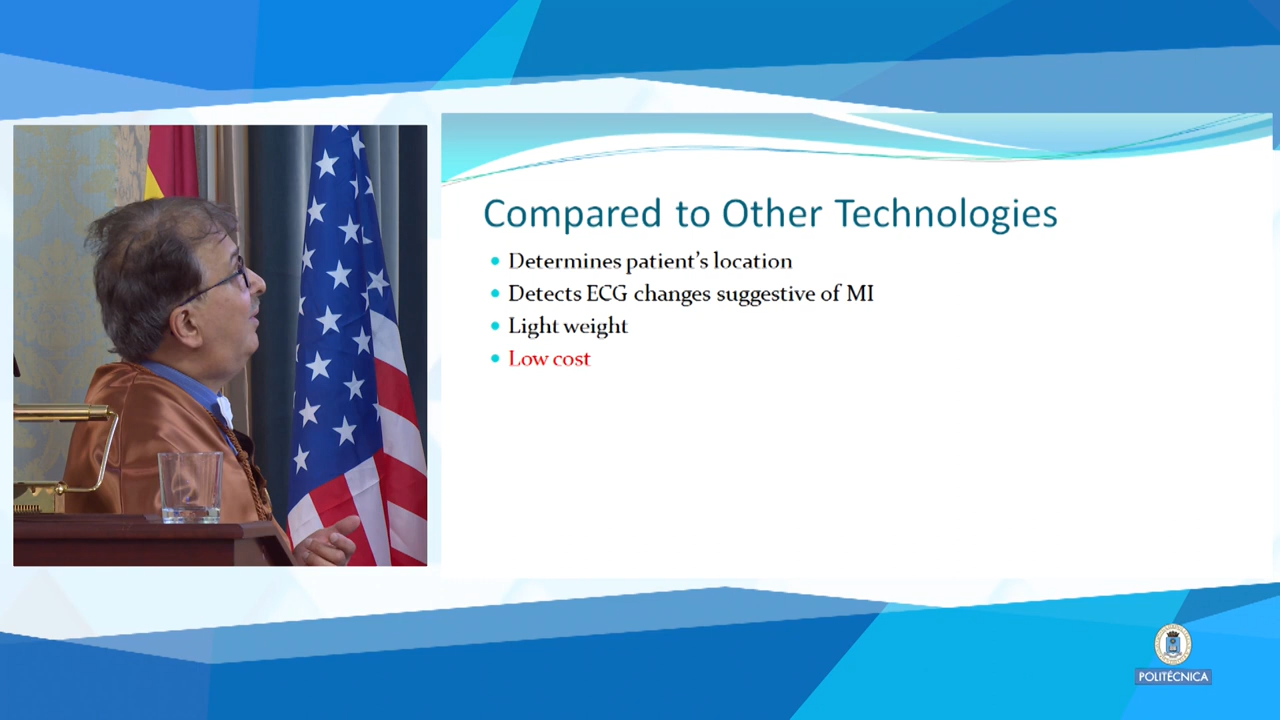 Compared to Other Technologies
Determines patient’s location
Detects ECG changes suggestive of MI
Light weight
Low cost
POLITÉCNICA